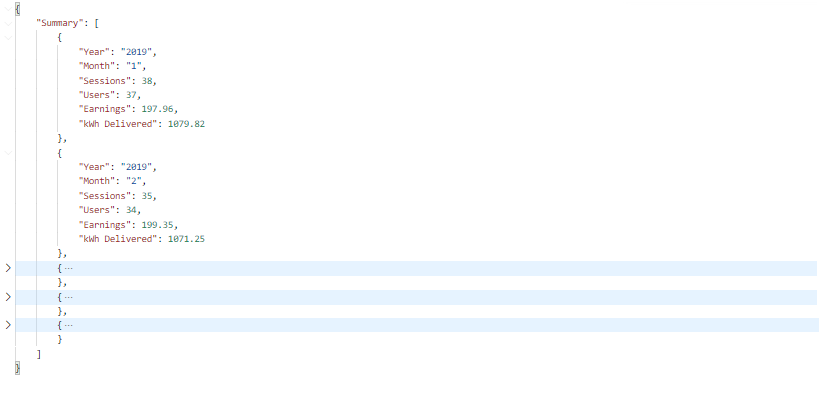 {
"Summary": [
{
"Year": "2019",
"Month": "1",
"Sessions": 38,
"Users": 37,
"Earnings": 197.96,
"kWh Delivered": 1079.82
},
{
"Year": "2019",
"Month": "2",
"Sessions": 35,
"Users": 34,
"Earnings": 199.35,
"kWh Delivered": 1071.25
},
{ ···
},
{ ···
},
{ ···
}
]
}